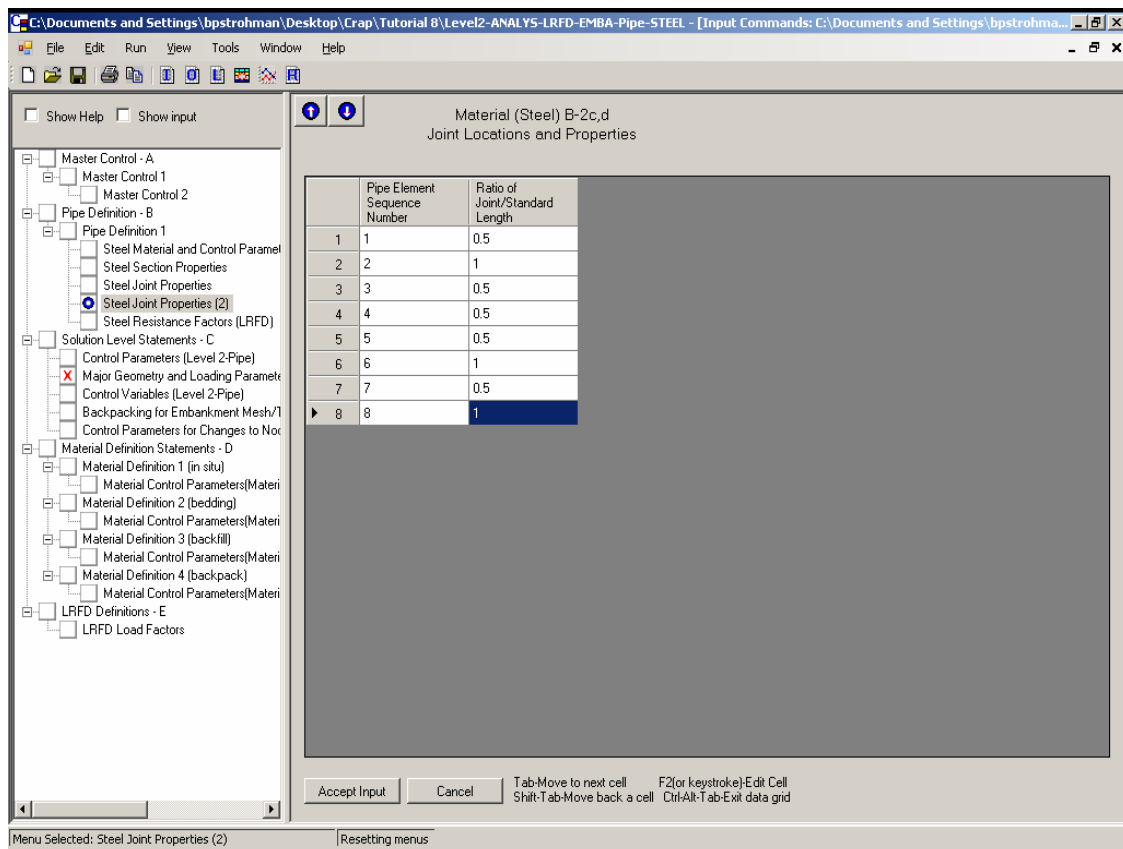 C:\Documents and Settings\bpstrohman\Desktop\Crap\Tutorial 8\Level2-ANALYS-LRFD-EMBA-Pipe-STEEL - [Input Commands: C:\Documents and Settings\bpstrohma...
File Edit Run View Tools Window Help
Show Help Show input
Master Control - A
Master Control 1
Master Control 2
Pipe Definition - B
Pipe Definition 1
Steel Material and Control Paramet
Steel Section Properties
Steel Joint Properties
Steel Joint Properties (2)
Steel Resistance Factors (LRFD)
Solution Level Statements - C
Control Parameters (Level 2-Pipe)
X Major Geometry and Loading Paramete
Control Variables (Level 2-Pipe)
Backpacking for Embankment Mesh/T
Control Parameters for Changes to Noc
Material Definition Statements - D
Material Definition 1 (in situ)
Material Control Parameters(Materi
Material Definition 2 (bedding)
Material Control Parameters(Materi
Material Definition 3 (backfill)
Material Control Parameters(Materi
Material Definition 4 (backpack)
Material Control Parameters(Materi
LRFD Definitions - E
LRFD Load Factors
Material (Steel) B-2c,d
Joint Locations and Properties
Pipe Element Sequence Number Ratio of Joint/Standard Length
1 1 0.5
2 2 1
3 3 0.5
4 4 0.5
5 5 0.5
6 6 1
7 7 0.5
8 8 1
Accept Input Cancel
Tab-Move to next cell F2(or keystroke)-Edit Cell
Shift-Tab-Move back a cell Ctrl-Alt-Tab-Exit data grid
Menu Selected: Steel Joint Properties (2) Resetting menus